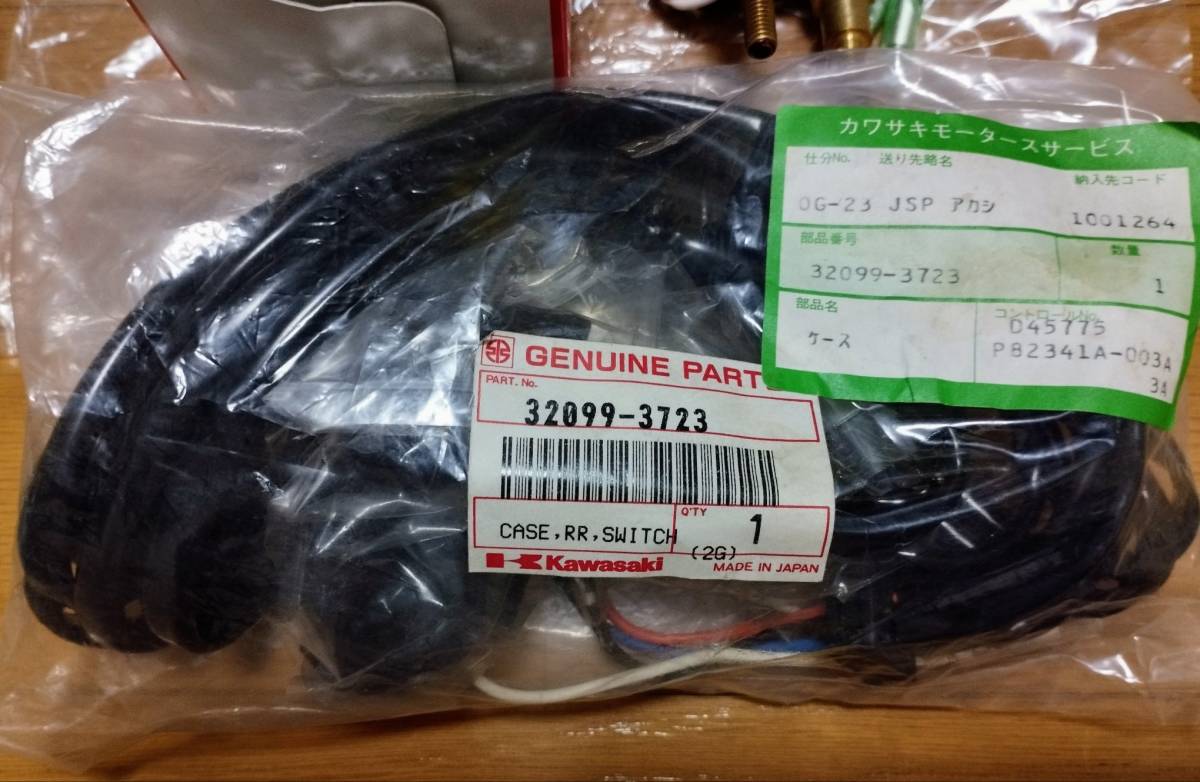 カワサキモータースサービス
仕分No. 送り先略名 納入先コード
OG-23 JSP アカシ 1001264
部品番号 数量
32099-3723 1
部品名 コントロールNo.
ケース D45775
P82341A-003A
3A
GENUINE PARTS
PART. No.
32099-3723
Q'TY
CASE,RR,SWITCH 1
(2G)
Kawasaki MADE IN JAPAN